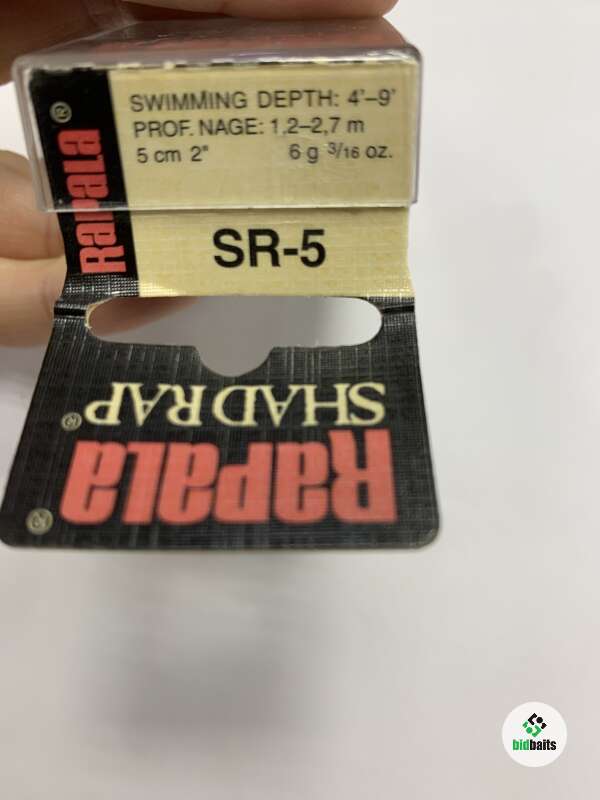 SWIMMING DEPTH: 4'–9'
PROF. NAGE: 1,2–2,7 m
5 cm 2" 6 g 3/16 oz.
Rapala®
SR-5
SHAD RAP®
Rapala®
bidbaits